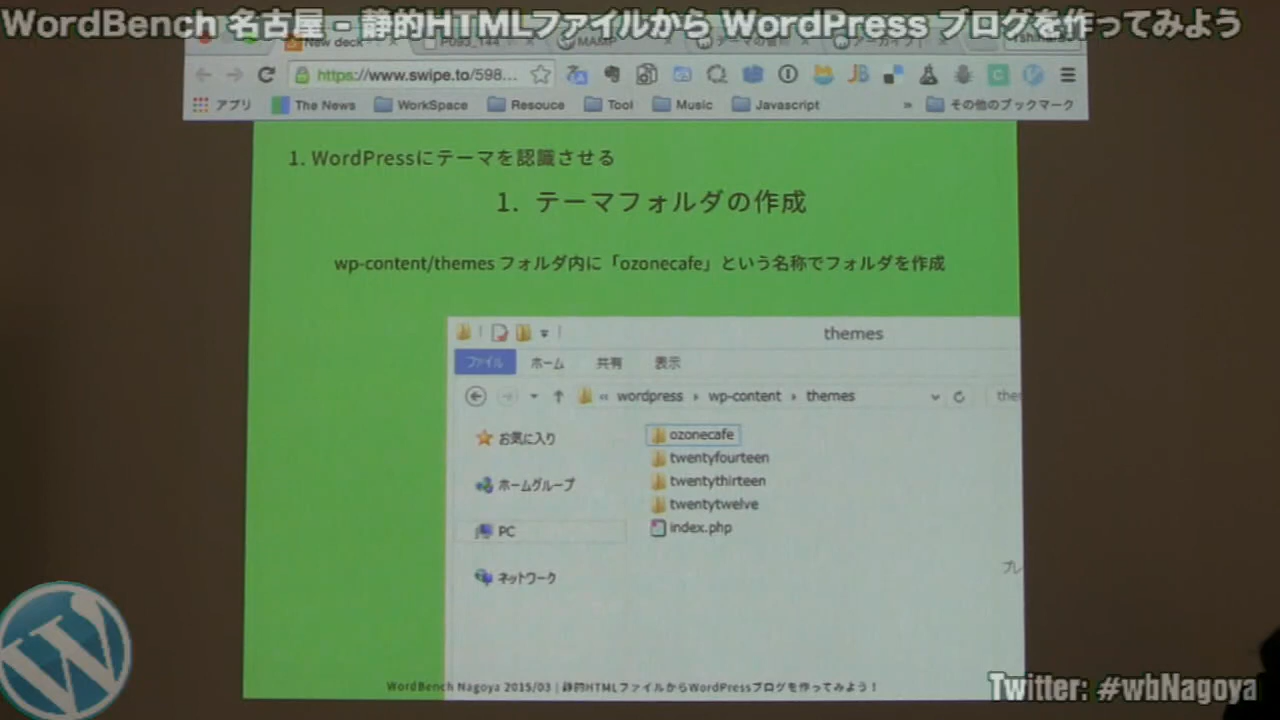 WordBench 名古屋 - 静的HTMLファイルから WordPress ブログを作ってみよう
New deck
MAMP
https://www.swipe.to/598...
アプリ The News WorkSpace Resouce Tool Music Javascript » その他のブックマーク
1. WordPressにテーマを認識させる
1. テーマフォルダの作成
wp-content/themes フォルダ内に「ozonecafe」という名称でフォルダを作成
themes
ファイル ホーム 共有 表示
« wordpress › wp-content › themes
お気に入り
ozonecafe
twentyfourteen
ホームグループ
twentythirteen
twentytwelve
PC
index.php
ネットワーク
プレ
WordBench Nagoya 2015/03 | 静的HTMLファイルからWordPressブログを作ってみよう！
Twitter: #wbNagoya